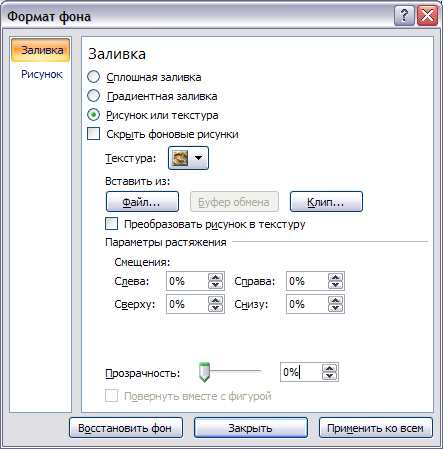 Формат фона
Заливка
Рисунок
Заливка
Сплошная заливка
Градиентная заливка
Рисунок или текстура
Скрыть фоновые рисунки
Текстура:
Вставить из:
Файл... Буфер обмена Клип...
Преобразовать рисунок в текстуру
Параметры растяжения
Смещения:
Слева: 0% Справа: 0%
Сверху: 0% Снизу: 0%
Прозрачность: 0%
Повернуть вместе с фигурой
Восстановить фон Закрыть Применить ко всем